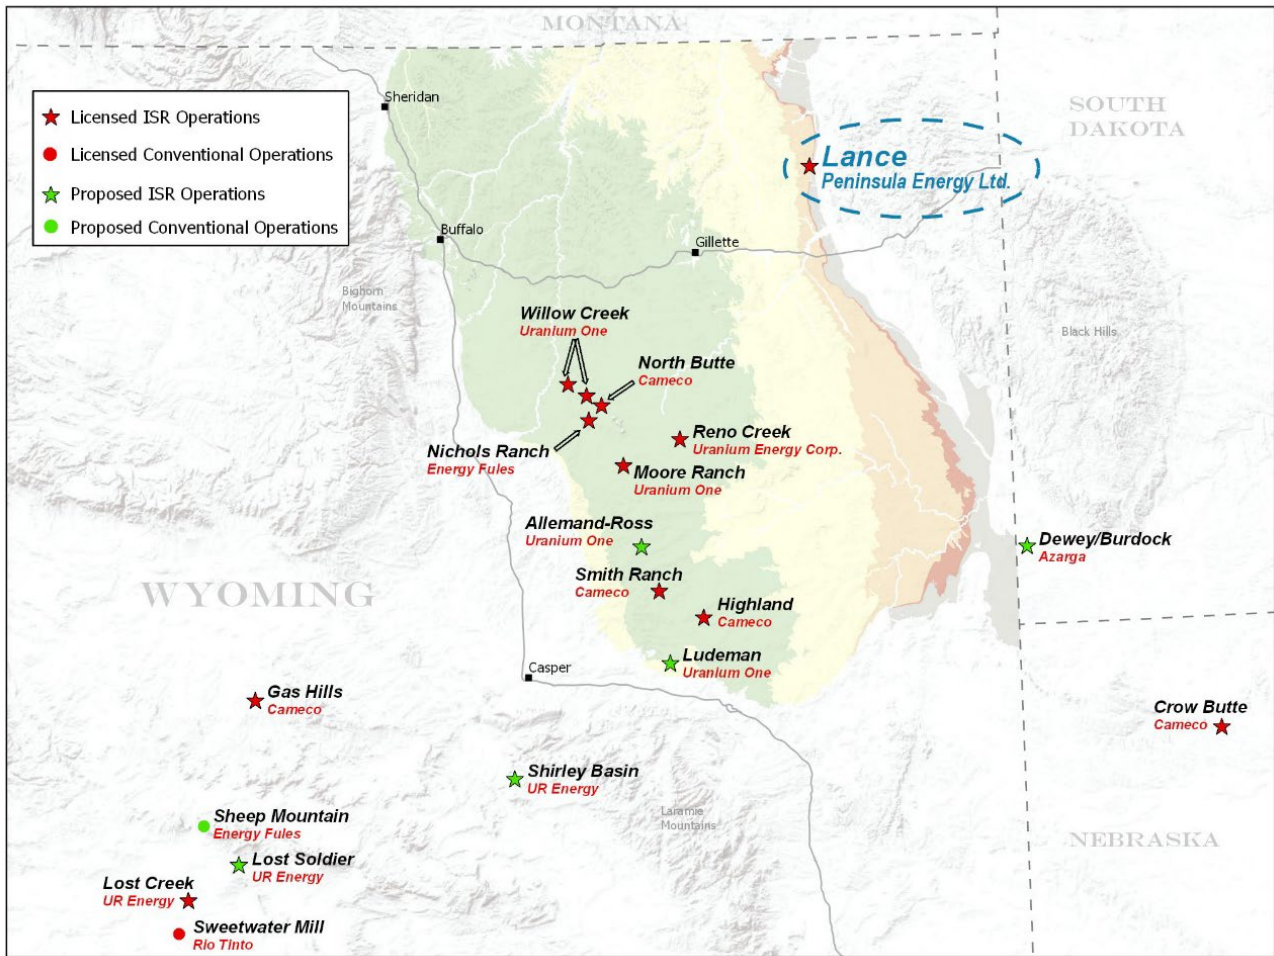 MONTANA
Sheridan
Licensed ISR Operations
Licensed Conventional Operations
Proposed ISR Operations
Proposed Conventional Operations
SOUTH
DAKOTA
Lance
Peninsula Energy Ltd.
Buffalo
Gillette
Bighorn
Mountains
Willow Creek
Uranium One
Black Hills
North Butte
Cameco
Reno Creek
Uranium Energy Corp.
Nichols Ranch
Energy Fules
Moore Ranch
Uranium One
Allemand-Ross
Uranium One
Dewey/Burdock
Azarga
WYOMING
Smith Ranch
Cameco
Highland
Cameco
Ludeman
Uranium One
Casper
Gas Hills
Cameco
Crow Butte
Cameco
Shirley Basin
UR Energy
Laramie
Mountains
Sheep Mountain
Energy Fules
NEBRASKA
Lost Soldier
UR Energy
Lost Creek
UR Energy
Sweetwater Mill
Rio Tinto